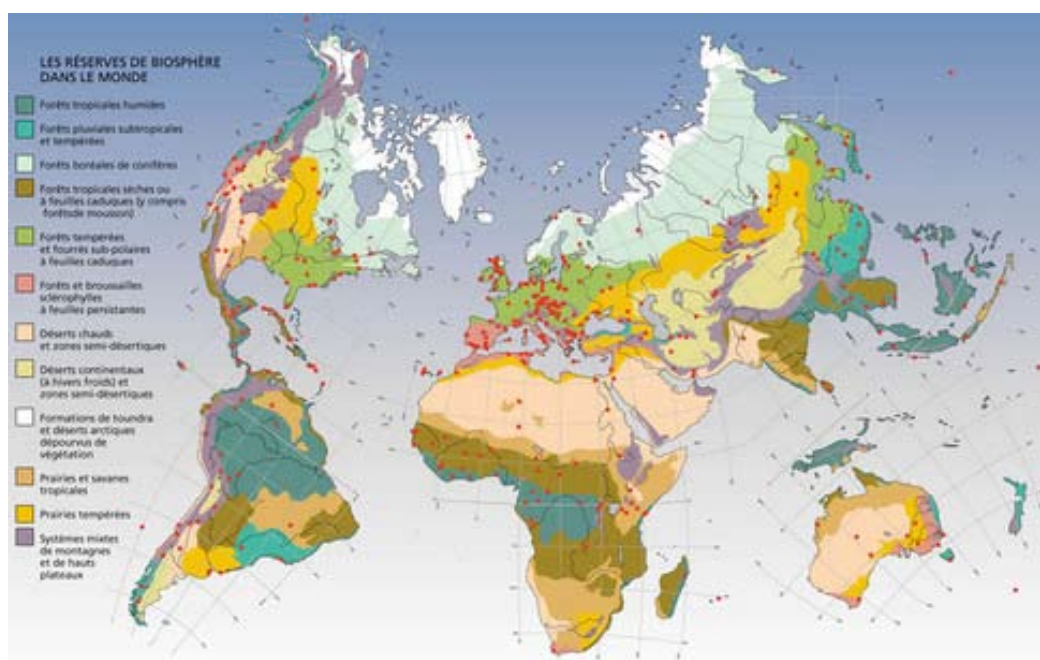 LES RÉSERVES DE BIOSPHÈRE
DANS LE MONDE
Forêts tropicales humides
Forêts pluviales subtropicales
et tempérées
Forêts boréales de conifères
Forêts tropicales sèches ou
à feuilles caduques (y compris
forêtsde mousson)
Forêts tempérées
et fourrés sub-polaires
à feuilles caduques
Forêts et broussailles
sclérophylles
à feuilles persistantes
Déserts chauds
et zones semi-désertiques
Déserts continentaux
(à hivers froids) et
zones semi-désertiques
Formations de toundra
et déserts arctiques
dépourvus de
végétation
Prairies et savanes
tropicales
Prairies tempérées
Systèmes mixtes
de montagnes
et de hauts
plateaux